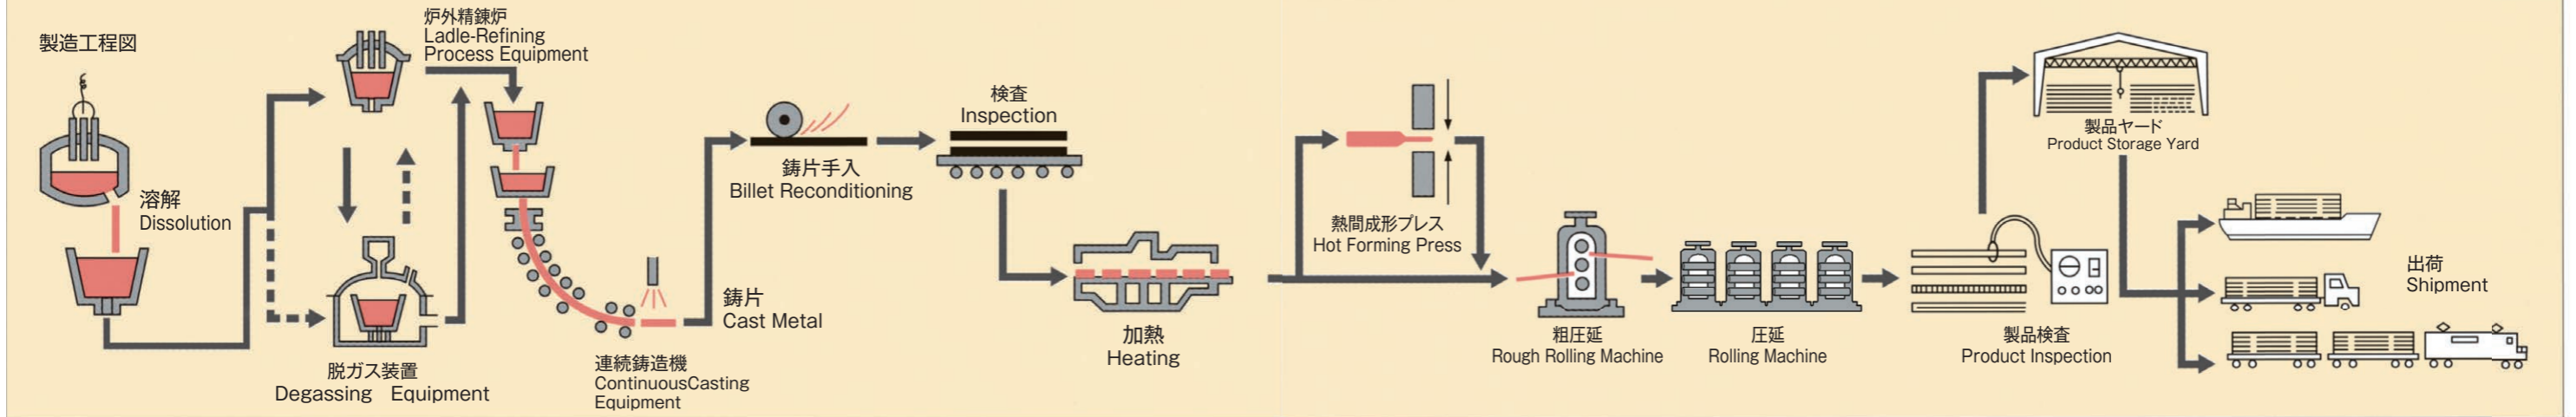 製造工程図
溶解
Dissolution
炉外精錬炉
Ladle-Refining
Process Equipment
脱ガス装置
Degassing Equipment
連続鋳造機
ContinuousCasting
Equipment
鋳片
Cast Metal
鋳片手入
Billet Reconditioning
検査
Inspection
加熱
Heating
熱間成形プレス
Hot Forming Press
粗圧延
Rough Rolling Machine
圧延
Rolling Machine
製品検査
Product Inspection
製品ヤード
Product Storage Yard
出荷
Shipment